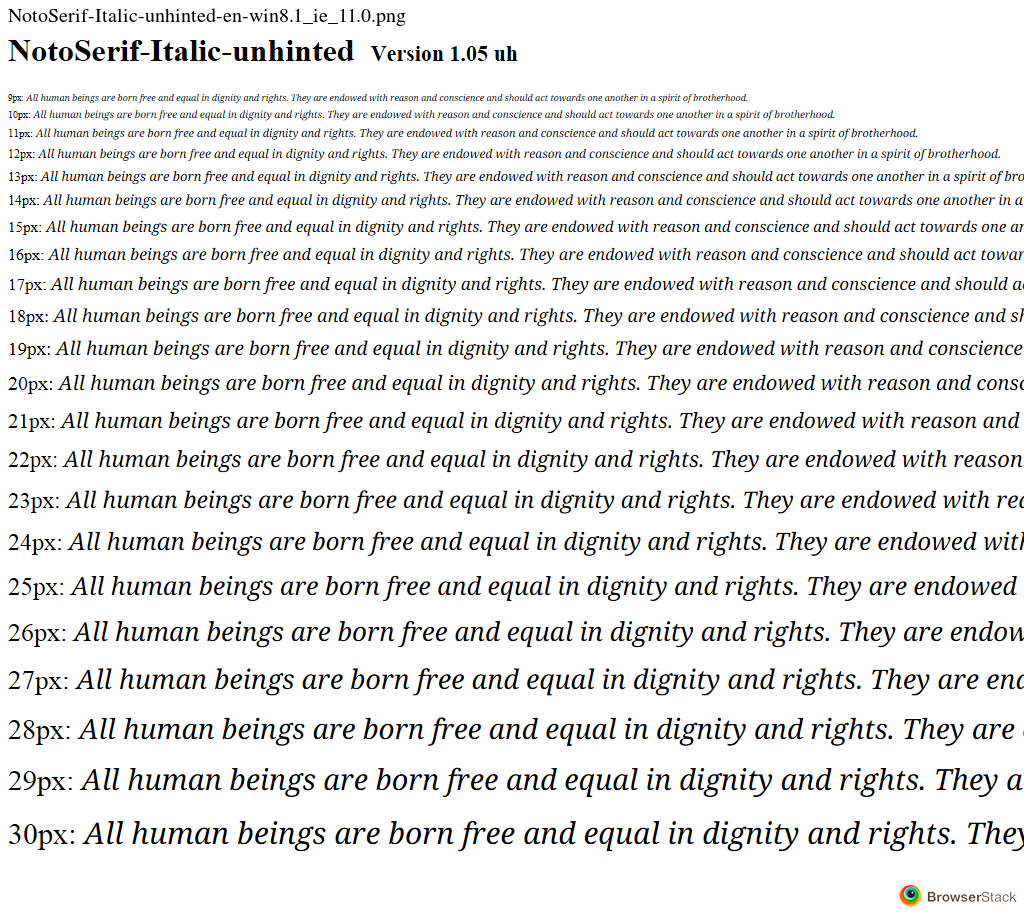 NotoSerif-Italic-unhinted-en-win8.1_ie_11.0.png
NotoSerif-Italic-unhinted Version 1.05 uh
9px: All human beings are born free and equal in dignity and rights. They are endowed with reason and conscience and should act towards one another in a spirit of brotherhood.
10px: All human beings are born free and equal in dignity and rights. They are endowed with reason and conscience and should act towards one another in a spirit of brotherhood.
11px: All human beings are born free and equal in dignity and rights. They are endowed with reason and conscience and should act towards one another in a spirit of brotherhood.
12px: All human beings are born free and equal in dignity and rights. They are endowed with reason and conscience and should act towards one another in a spirit of brotherhood.
13px: All human beings are born free and equal in dignity and rights. They are endowed with reason and conscience and should act towards one another in a spirit of bro
14px: All human beings are born free and equal in dignity and rights. They are endowed with reason and conscience and should act towards one another in a
15px: All human beings are born free and equal in dignity and rights. They are endowed with reason and conscience and should act towards one an
16px: All human beings are born free and equal in dignity and rights. They are endowed with reason and conscience and should act towar
17px: All human beings are born free and equal in dignity and rights. They are endowed with reason and conscience and should a
18px: All human beings are born free and equal in dignity and rights. They are endowed with reason and conscience and sh
19px: All human beings are born free and equal in dignity and rights. They are endowed with reason and conscience
20px: All human beings are born free and equal in dignity and rights. They are endowed with reason and consc
21px: All human beings are born free and equal in dignity and rights. They are endowed with reason and
22px: All human beings are born free and equal in dignity and rights. They are endowed with reason
23px: All human beings are born free and equal in dignity and rights. They are endowed with rea
24px: All human beings are born free and equal in dignity and rights. They are endowed with
25px: All human beings are born free and equal in dignity and rights. They are endowed
26px: All human beings are born free and equal in dignity and rights. They are endow
27px: All human beings are born free and equal in dignity and rights. They are end
28px: All human beings are born free and equal in dignity and rights. They are
29px: All human beings are born free and equal in dignity and rights. They a
30px: All human beings are born free and equal in dignity and rights. They
BrowserStack